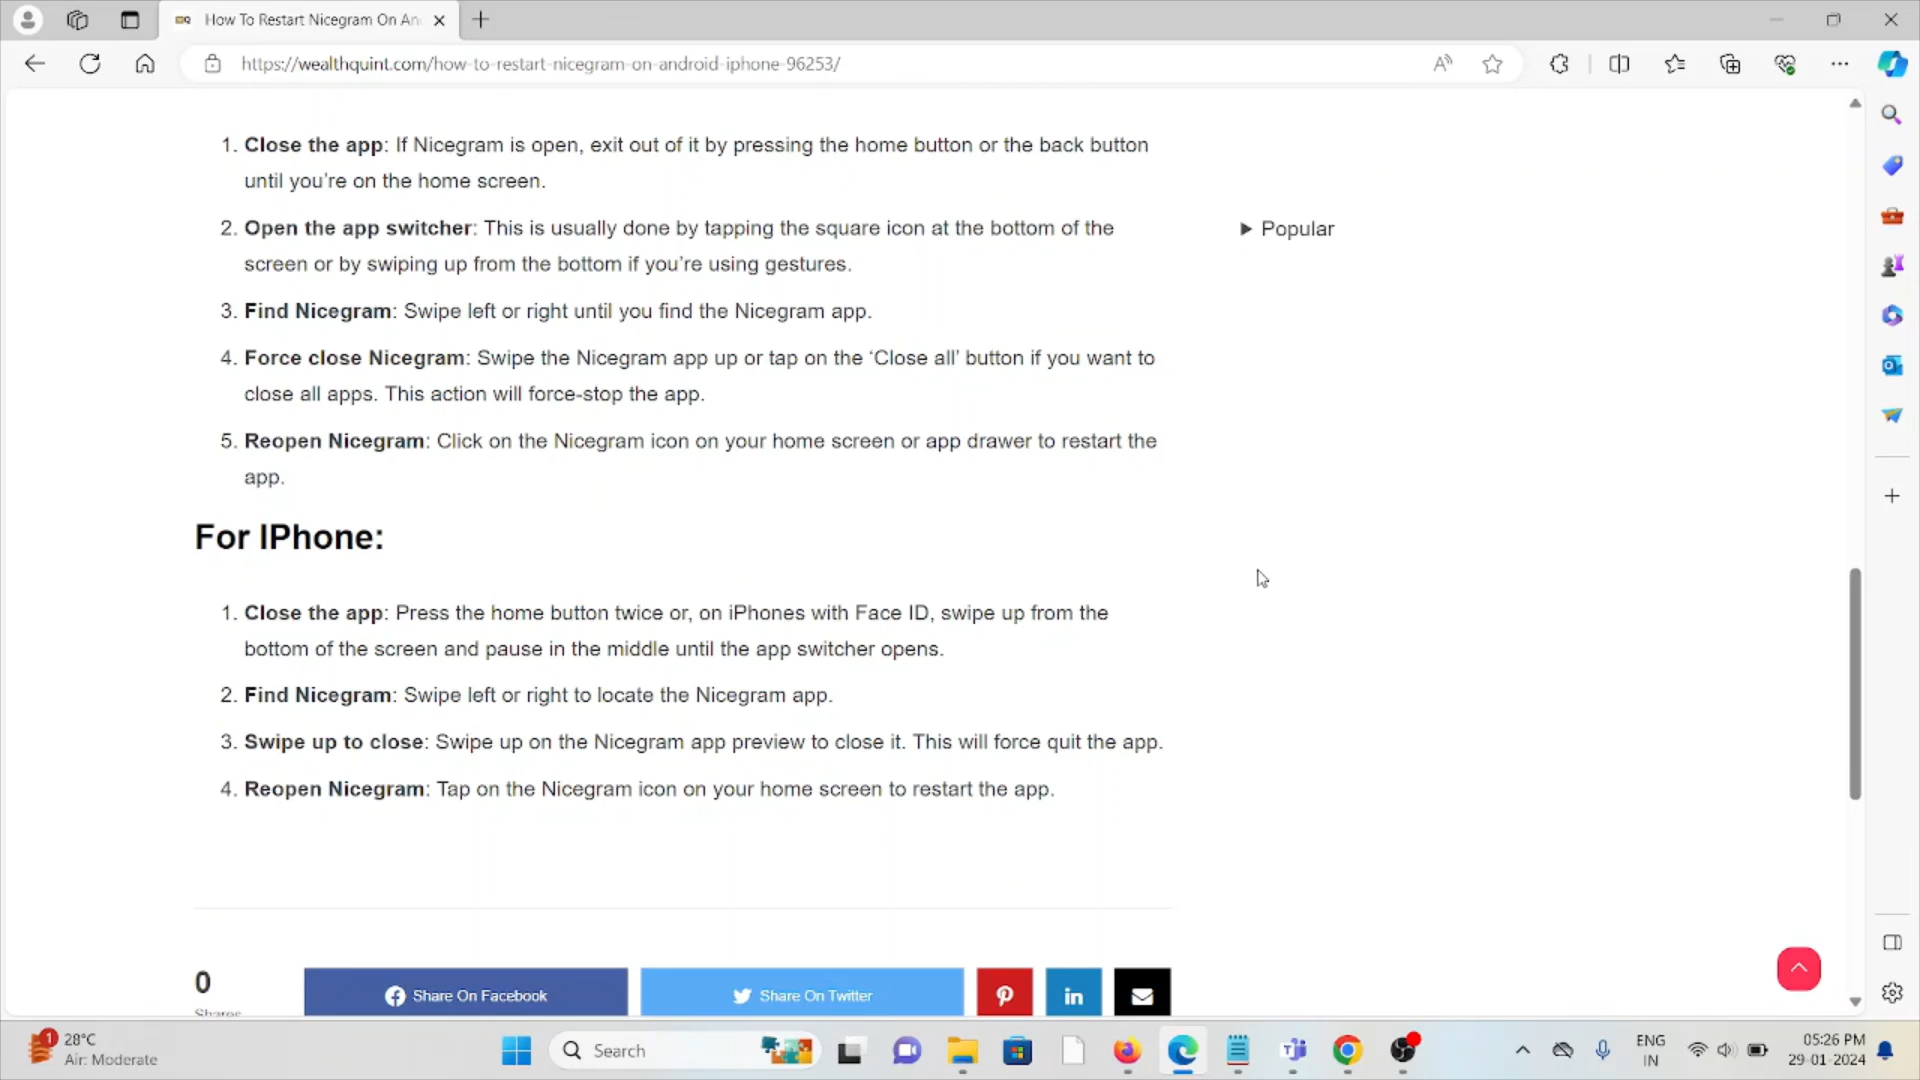 How To Restart Nicegram On An
https://wealthquint.com/how-to-restart-nicegram-on-android-iphone-96253/
1. Close the app: If Nicegram is open, exit out of it by pressing the home button or the back button
until you’re on the home screen.
2. Open the app switcher: This is usually done by tapping the square icon at the bottom of the
screen or by swiping up from the bottom if you’re using gestures.
Popular
3. Find Nicegram: Swipe left or right until you find the Nicegram app.
4. Force close Nicegram: Swipe the Nicegram app up or tap on the ‘Close all’ button if you want to
close all apps. This action will force-stop the app.
5. Reopen Nicegram: Click on the Nicegram icon on your home screen or app drawer to restart the
app.
For IPhone:
1. Close the app: Press the home button twice or, on iPhones with Face ID, swipe up from the
bottom of the screen and pause in the middle until the app switcher opens.
2. Find Nicegram: Swipe left or right to locate the Nicegram app.
3. Swipe up to close: Swipe up on the Nicegram app preview to close it. This will force quit the app.
4. Reopen Nicegram: Tap on the Nicegram icon on your home screen to restart the app.
0
Shares
Share On Facebook
Share On Twitter
1
28°C
Air: Moderate
Search
ENG
IN
05:26 PM
29-01-2024